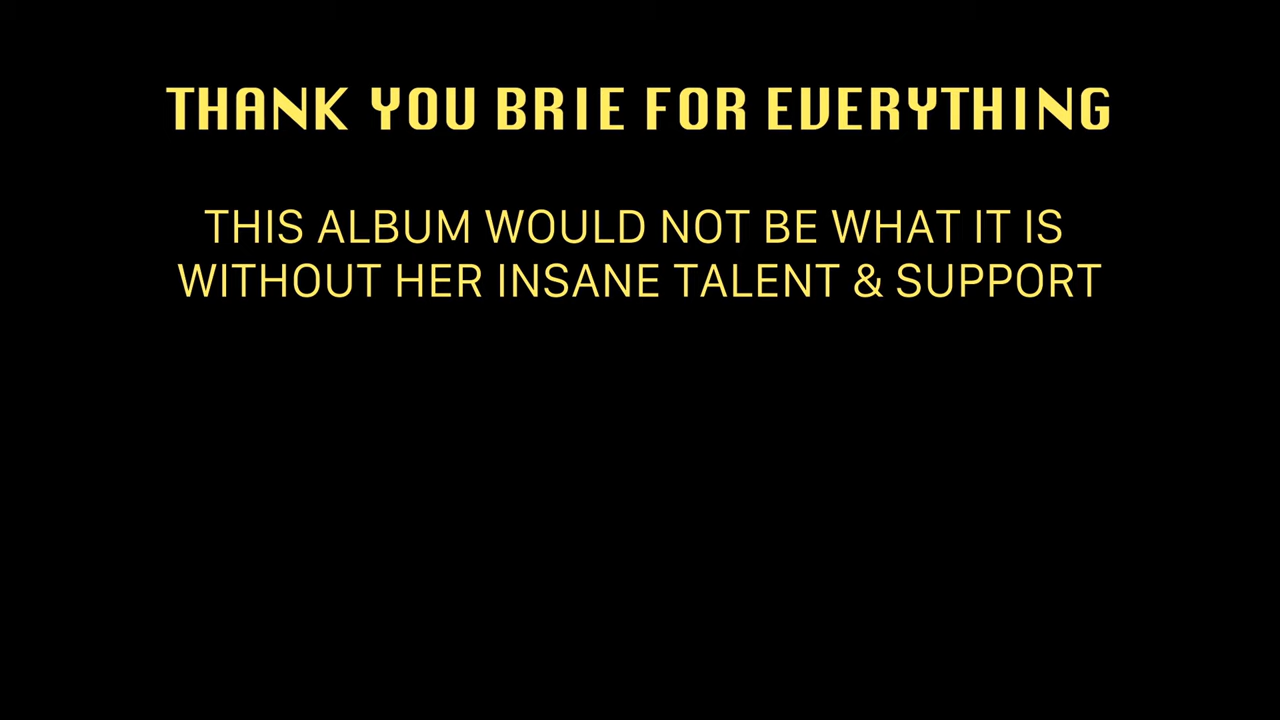 THANK YOU BRIE FOR EVERYTHING
THIS ALBUM WOULD NOT BE WHAT IT IS
WITHOUT HER INSANE TALENT & SUPPORT